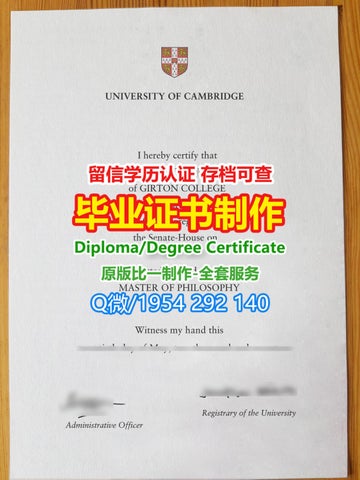 UNIVERSITY OF CAMBRIDGE
I hereby certify that
留信学历认证 存档可查
of GIRTON COLLEGE
毕业证书制作
the Senate-House on
Diploma/Degree Certificate
原版比一制作 全套服务
MASTER OF PHILOSOPHY
Q微/1954 292 140
Witness my hand this
day of May,
Administrative Officer
Registrary of the University